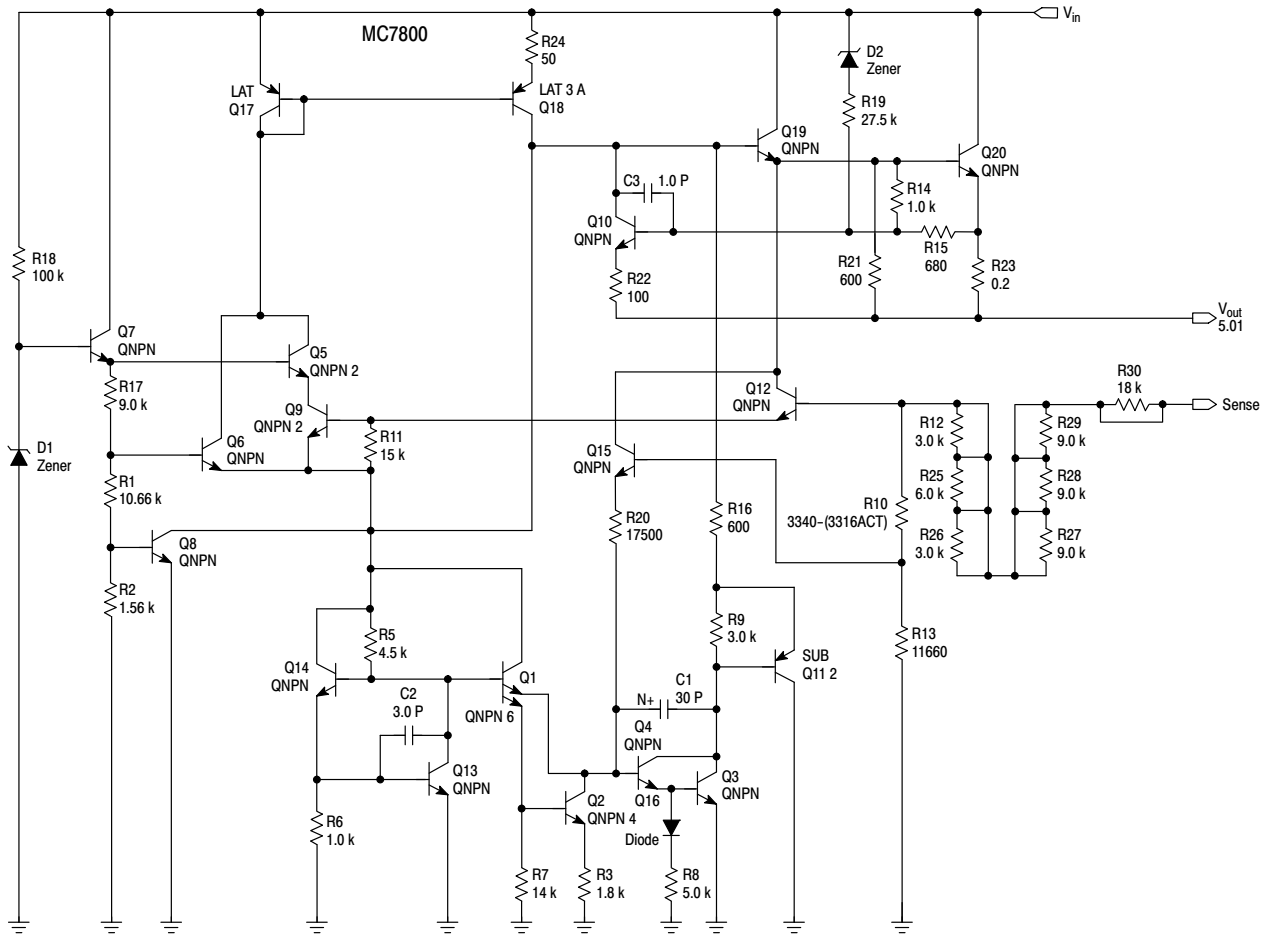 MC7800
V_in
R24
50
LAT
Q17
LAT 3 A
Q18
D2
Zener
R19
27.5 k
Q19
QNPN
Q20
QNPN
C3
1.0 P
R14
1.0 k
Q10
QNPN
R15
680
R18
100 k
R21
600
R23
0.2
R22
100
V_out
5.01
Q7
QNPN
Q5
QNPN 2
R17
9.0 k
R30
18 k
Sense
Q12
QNPN
Q9
QNPN 2
R12
3.0 k
R29
9.0 k
R11
15 k
D1
Zener
Q6
QNPN
Q15
QNPN
R25
6.0 k
R28
9.0 k
R1
10.66 k
R10
3340-(3316ACT)
R16
600
R20
17500
R26
3.0 k
R27
9.0 k
Q8
QNPN
R2
1.56 k
R9
3.0 k
R13
11660
R5
4.5 k
Q14
QNPN
SUB
Q11 2
Q1
QNPN 6
C2
3.0 P
N+
C1
30 P
Q4
QNPN
Q13
QNPN
Q3
QNPN
Q16
Q2
QNPN 4
R6
1.0 k
Diode
R7
14 k
R3
1.8 k
R8
5.0 k